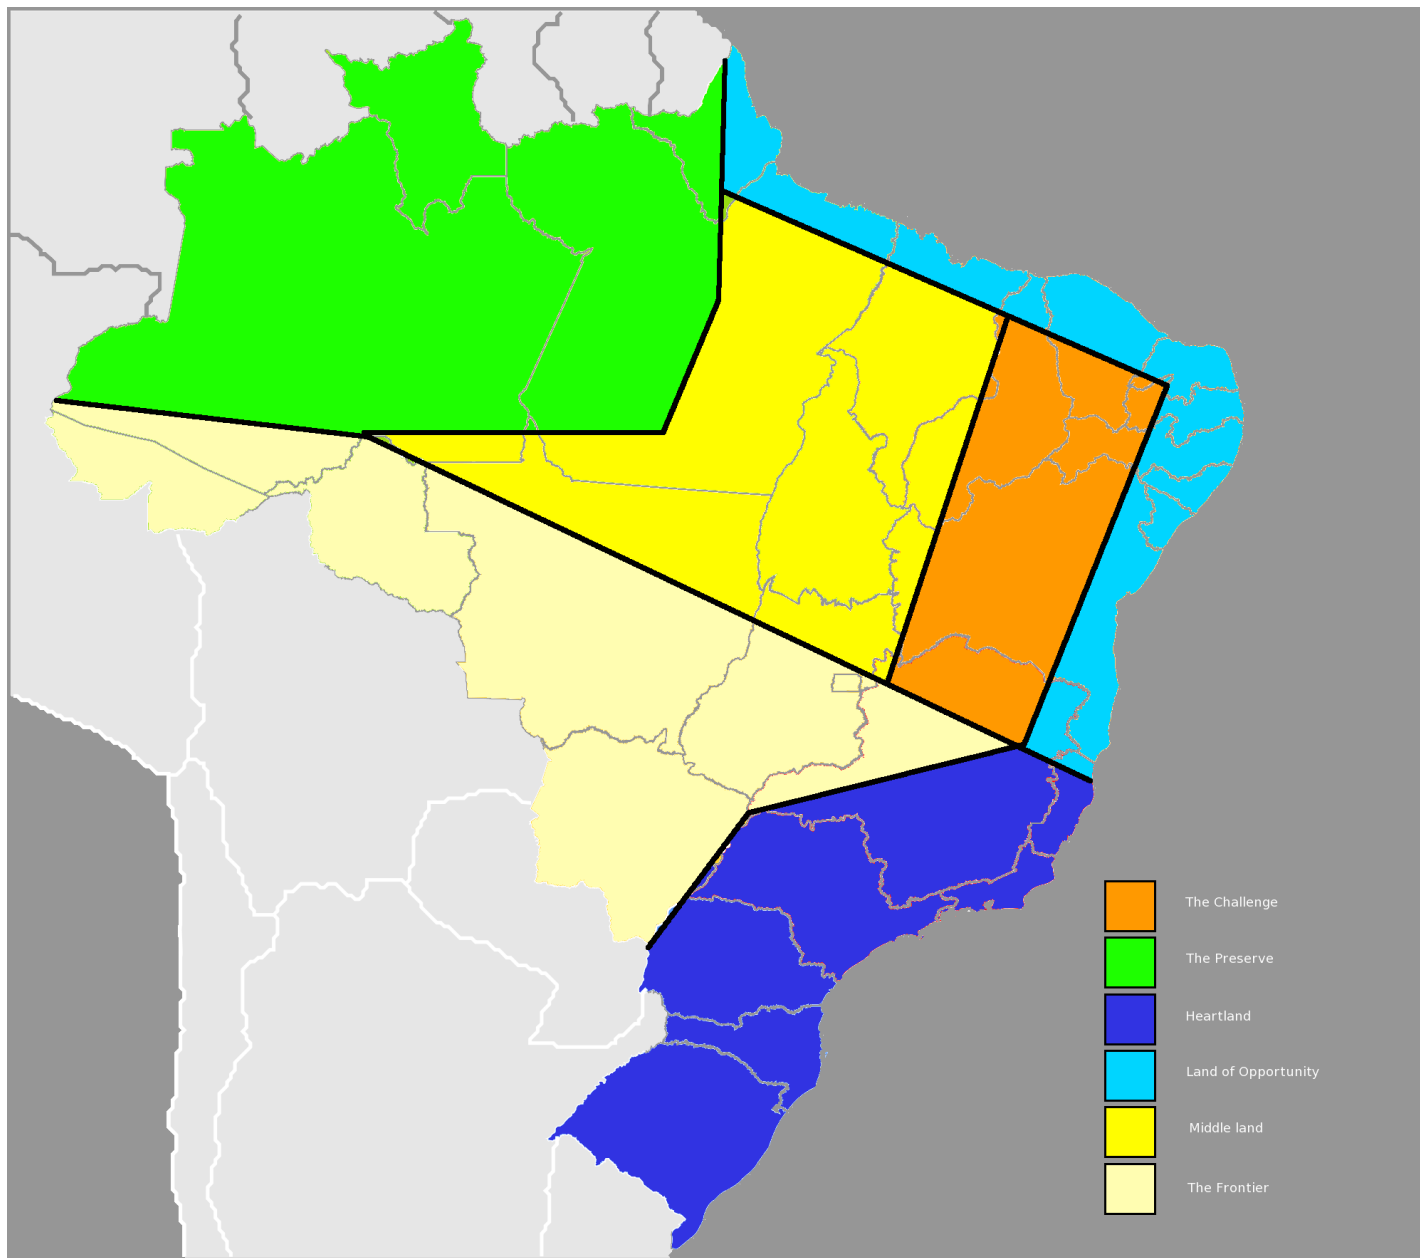 The Challenge
The Preserve
Heartland
Land of Opportunity
Middle land
The Frontier